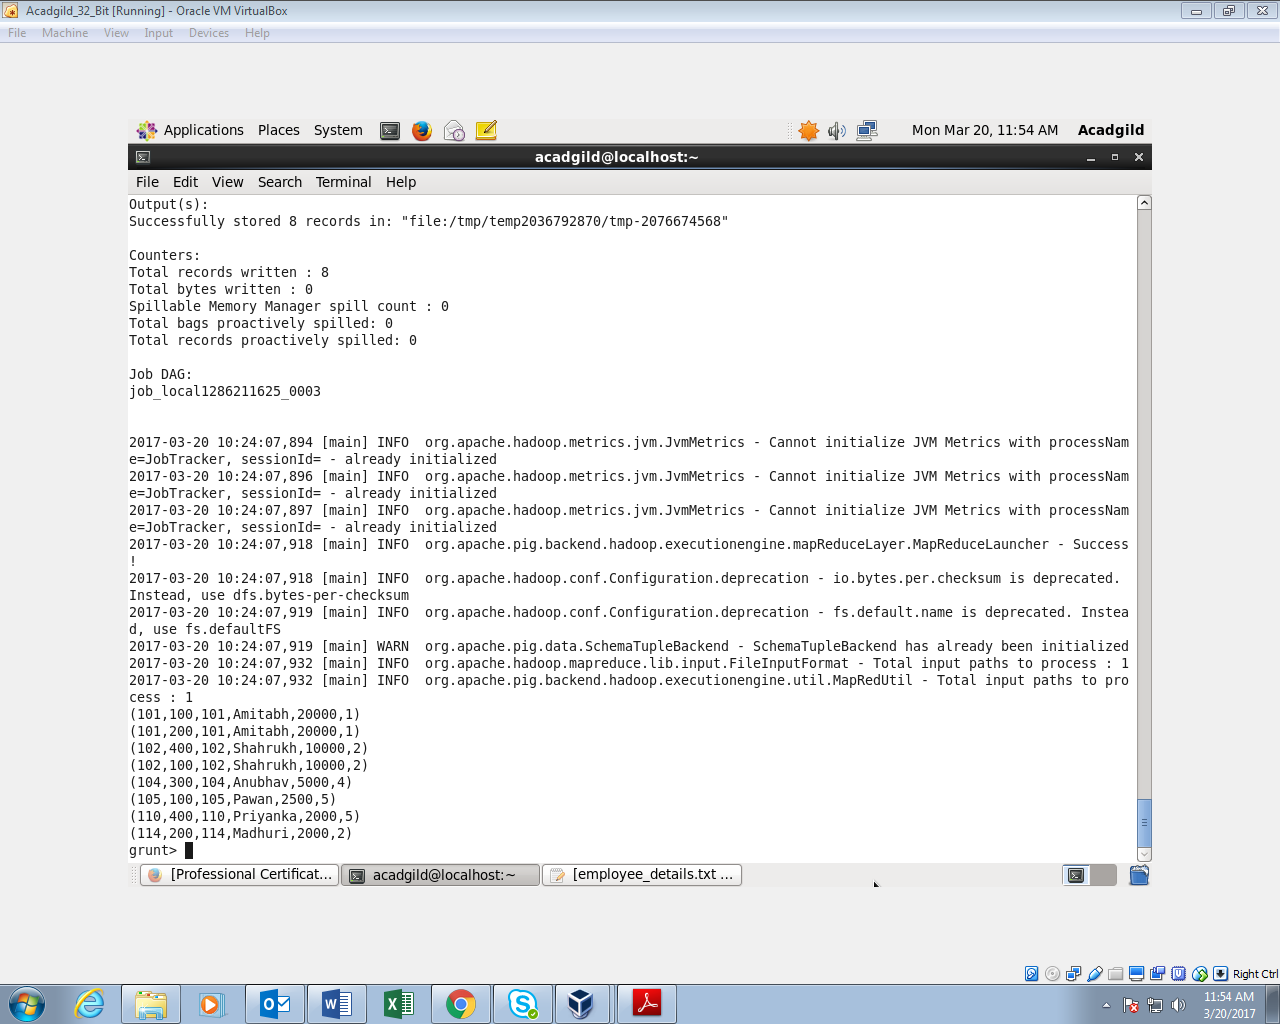 Acadgild_32_Bit [Running] - Oracle VM VirtualBox
File Machine View Input Devices Help
Applications Places System Mon Mar 20, 11:54 AM Acadgild
acadgild@localhost:~
File Edit View Search Terminal Help
Output(s):
Successfully stored 8 records in: "file:/tmp/temp2036792870/tmp-2076674568"
Counters:
Total records written : 8
Total bytes written : 0
Spillable Memory Manager spill count : 0
Total bags proactively spilled: 0
Total records proactively spilled: 0
Job DAG:
job_local1286211625_0003
2017-03-20 10:24:07,894 [main] INFO  org.apache.hadoop.metrics.jvm.JvmMetrics - Cannot initialize JVM Metrics with processNam
e=JobTracker, sessionId= - already initialized
2017-03-20 10:24:07,896 [main] INFO  org.apache.hadoop.metrics.jvm.JvmMetrics - Cannot initialize JVM Metrics with processNam
e=JobTracker, sessionId= - already initialized
2017-03-20 10:24:07,897 [main] INFO  org.apache.hadoop.metrics.jvm.JvmMetrics - Cannot initialize JVM Metrics with processNam
e=JobTracker, sessionId= - already initialized
2017-03-20 10:24:07,918 [main] INFO  org.apache.pig.backend.hadoop.executionengine.mapReduceLayer.MapReduceLauncher - Success
!
2017-03-20 10:24:07,918 [main] INFO  org.apache.hadoop.conf.Configuration.deprecation - io.bytes.per.checksum is deprecated.
Instead, use dfs.bytes-per-checksum
2017-03-20 10:24:07,919 [main] INFO  org.apache.hadoop.conf.Configuration.deprecation - fs.default.name is deprecated. Instea
d, use fs.defaultFS
2017-03-20 10:24:07,919 [main] WARN  org.apache.pig.data.SchemaTupleBackend - SchemaTupleBackend has already been initialized
2017-03-20 10:24:07,932 [main] INFO  org.apache.hadoop.mapreduce.lib.input.FileInputFormat - Total input paths to process : 1
2017-03-20 10:24:07,932 [main] INFO  org.apache.pig.backend.hadoop.executionengine.util.MapRedUtil - Total input paths to pro
cess : 1
(101,100,101,Amitabh,20000,1)
(101,200,101,Amitabh,20000,1)
(102,400,102,Shahrukh,10000,2)
(102,100,102,Shahrukh,10000,2)
(104,300,104,Anubhav,5000,4)
(105,100,105,Pawan,2500,5)
(110,400,110,Priyanka,2000,5)
(114,200,114,Madhuri,2000,2)
grunt>
[Professional Certificat... acadgild@localhost:~ [employee_details.txt ...
Right Ctrl
11:54 AM
3/20/2017